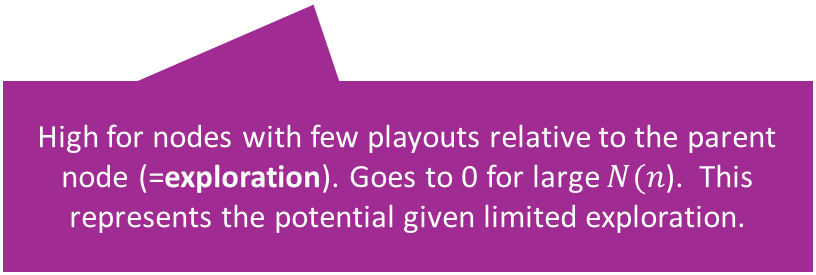 High for nodes with few playouts relative to the parent
node (=exploration). Goes to 0 for large N(n).  This
represents the potential given limited exploration.